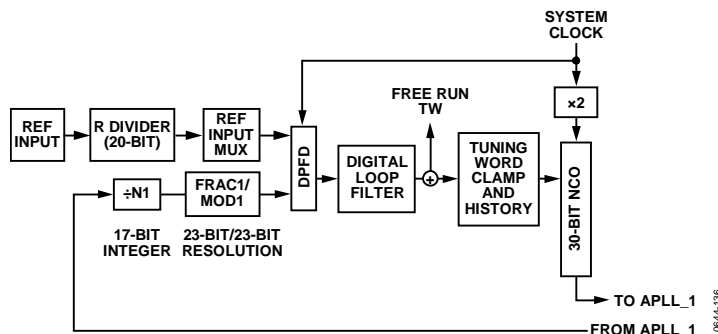 SYSTEM
CLOCK
FREE RUN
TW
×2
REF
INPUT
R DIVIDER
(20-BIT)
REF
INPUT
MUX
DPFD
DIGITAL
LOOP
FILTER
+
TUNING
WORD
CLAMP
AND
HISTORY
30-BIT NCO
÷N1
FRAC1/
MOD1
17-BIT
INTEGER
23-BIT/23-BIT
RESOLUTION
TO APLL_1
FROM APLL_1